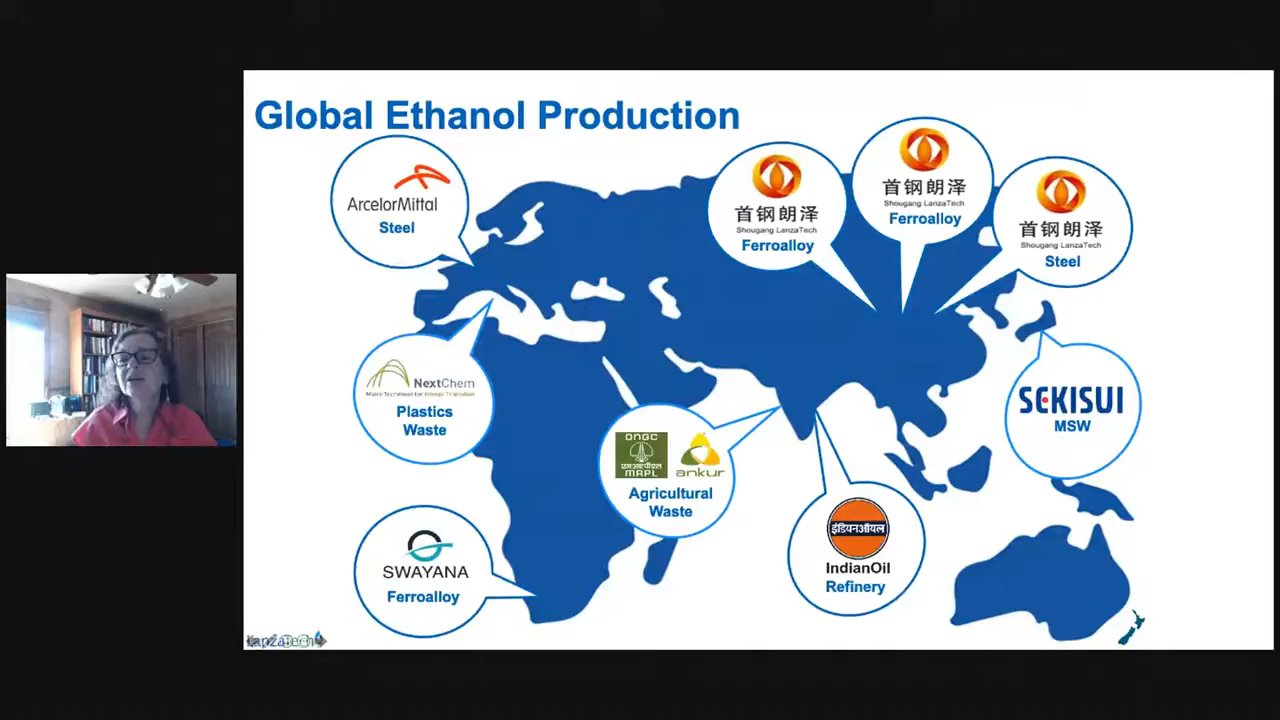 Global Ethanol Production
ArcelorMittal
Steel
首钢朗泽
Shougang LanzaTech
Ferroalloy
首钢朗泽
Shougang LanzaTech
Ferroalloy
首钢朗泽
Shougang LanzaTech
Steel
NextChem
Maire Tecnimont for Energy Transition
Plastics
Waste
ONGC
एमआरपीएल
MRPL
ankur
Agricultural
Waste
SEKISUI
MSW
SWAYANA
Ferroalloy
इंडियनऑयल
IndianOil
Refinery
LanzaTech